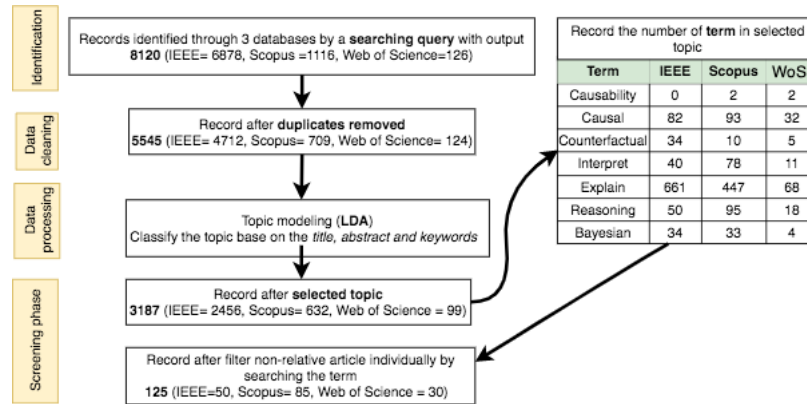 Identification
Records identified through 3 databases by a searching query with output
8120 (IEEE= 6878, Scopus =1116, Web of Science=126)
Data
cleaning
Record after duplicates removed
5545 (IEEE= 4712, Scopus= 709, Web of Science= 124)
Data
processing
Topic modeling (LDA)
Classify the topic base on the title, abstract and keywords
Screening phase
Record after selected topic
3187 (IEEE= 2456, Scopus= 632, Web of Science = 99)
Record after filter non-relative article individually by
searching the term
125 (IEEE=50, Scopus= 85, Web of Science = 30)
Record the number of term in selected
topic
Term IEEE Scopus WoS
Causability 0 2 2
Causal 82 93 32
Counterfactual 34 10 5
Interpret 40 78 11
Explain 661 447 68
Reasoning 50 95 18
Bayesian 34 33 4